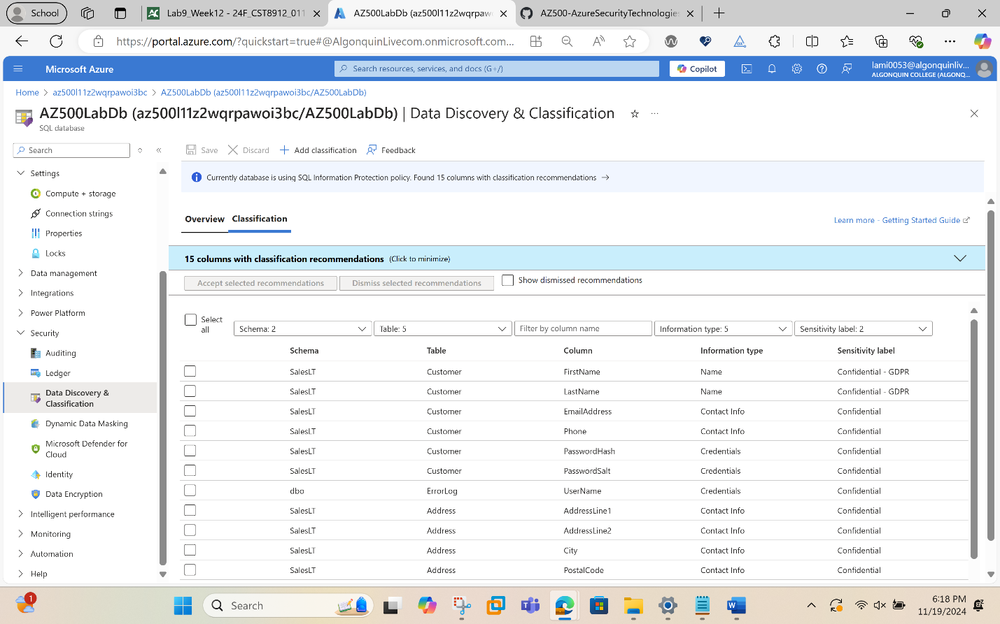 School
Lab9_Week12 - 24F_CST8912_011
AZ500LabDb (az500l11z2wqrpaw
AZ500-AzureSecurityTechnologies
https://portal.azure.com/?quickstart=true#@AlgonquinLivecom.onmicrosoft.com...
Microsoft Azure
Search resources, services, and docs (G+/)
Copilot
lami0053@algonquinliv...
ALGONQUIN COLLEGE (ALGONQ...
Home > az500l11z2wqrpawoi3bc > AZ500LabDb (az500l11z2wqrpawoi3bc/AZ500LabDb)
AZ500LabDb (az500l11z2wqrpawoi3bc/AZ500LabDb) | Data Discovery & Classification
SQL database
Search
Save
Discard
Add classification
Feedback
Settings
Compute + storage
Connection strings
Properties
Locks
Data management
Integrations
Power Platform
Security
Auditing
Ledger
Data Discovery &
Classification
Dynamic Data Masking
Microsoft Defender for
Cloud
Identity
Data Encryption
Intelligent performance
Monitoring
Automation
Help
Currently database is using SQL Information Protection policy. Found 15 columns with classification recommendations →
Overview Classification
Learn more - Getting Started Guide
15 columns with classification recommendations (Click to minimize)
Accept selected recommendations
Dismiss selected recommendations
Show dismissed recommendations
Select
all
Schema: 2
Table: 5
Filter by column name
Information type: 5
Sensitivity label: 2
Schema Table Column Information type Sensitivity label
SalesLT Customer FirstName Name Confidential - GDPR
SalesLT Customer LastName Name Confidential - GDPR
SalesLT Customer EmailAddress Contact Info Confidential
SalesLT Customer Phone Contact Info Confidential
SalesLT Customer PasswordHash Credentials Confidential
SalesLT Customer PasswordSalt Credentials Confidential
dbo ErrorLog UserName Credentials Confidential
SalesLT Address AddressLine1 Contact Info Confidential
SalesLT Address AddressLine2 Contact Info Confidential
SalesLT Address City Contact Info Confidential
SalesLT Address PostalCode Contact Info Confidential
1
Search
6:18 PM
11/19/2024